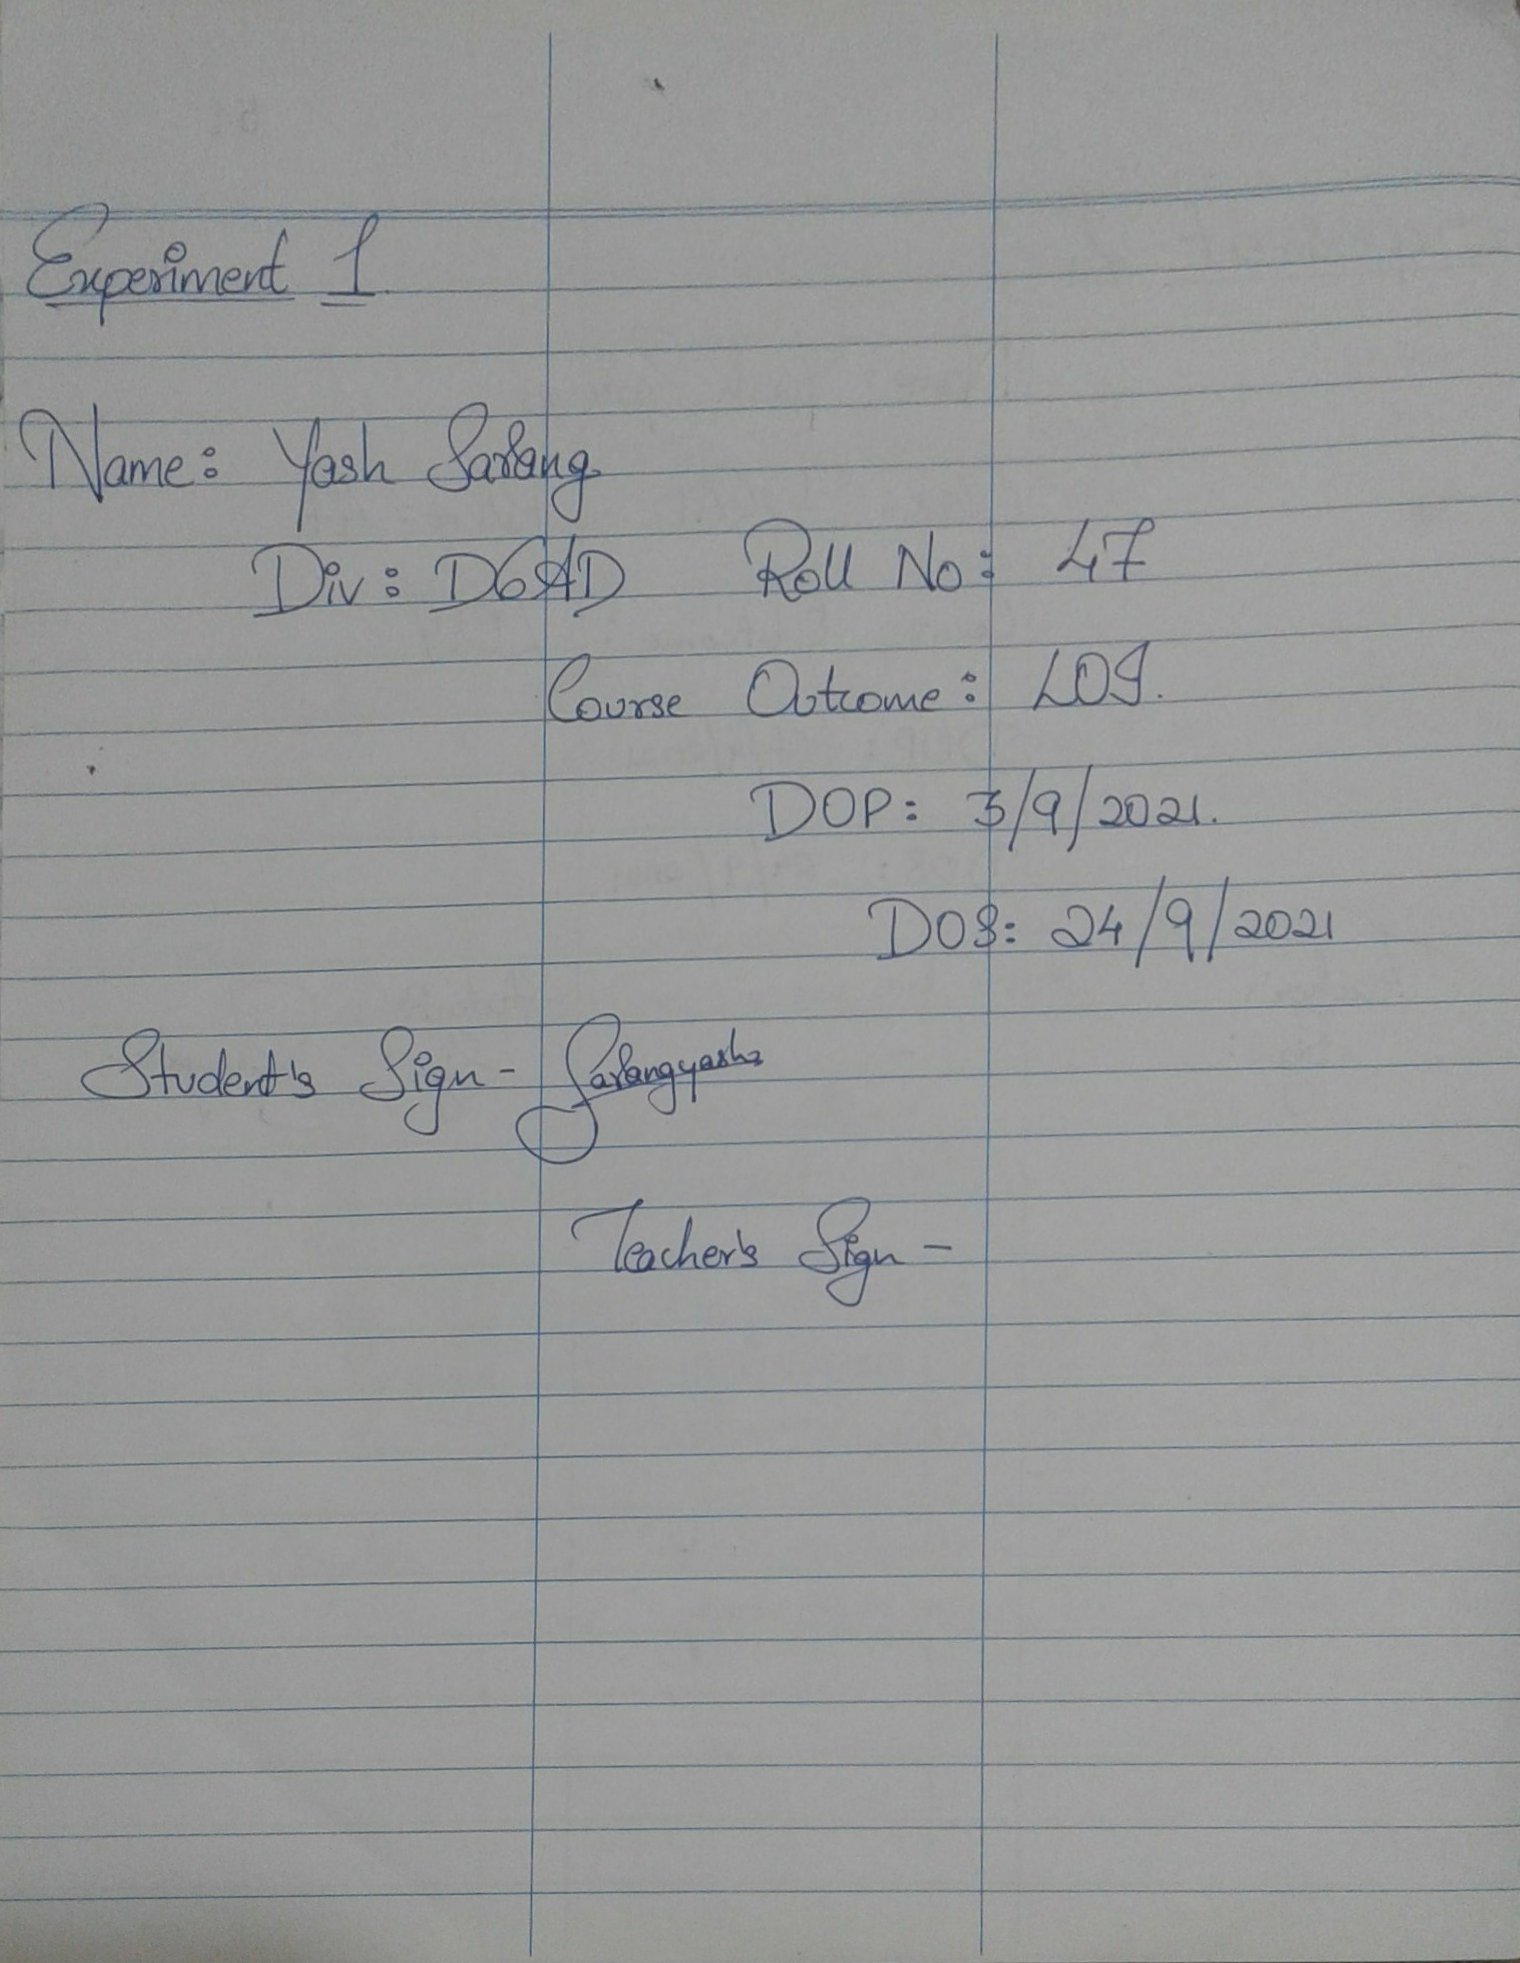 Experiment 1
Name: Yash Sarang
Div: D6AD Roll No: 47
Course Outcome: LO1.
DOP: 3/9/2021.
DOS: 24/9/2021
Student's Sign- Sarangyash
Teacher's Sign -